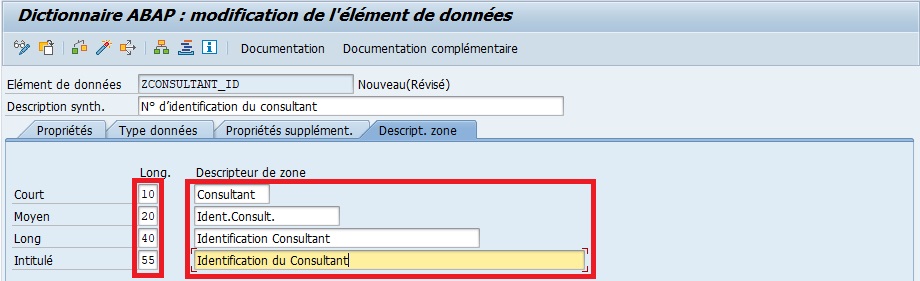 Dictionnaire ABAP : modification de l'élément de données
Documentation Documentation complémentaire
Elément de données ZCONSULTANT_ID Nouveau(Révisé)
Description synth. N° d'identification du consultant
Propriétés Type données Propriétés supplément. Descript. zone
Long. Descripteur de zone
Court 10 Consultant
Moyen 20 Ident.Consult.
Long 40 Identification Consultant
Intitulé 55 Identification du Consultant